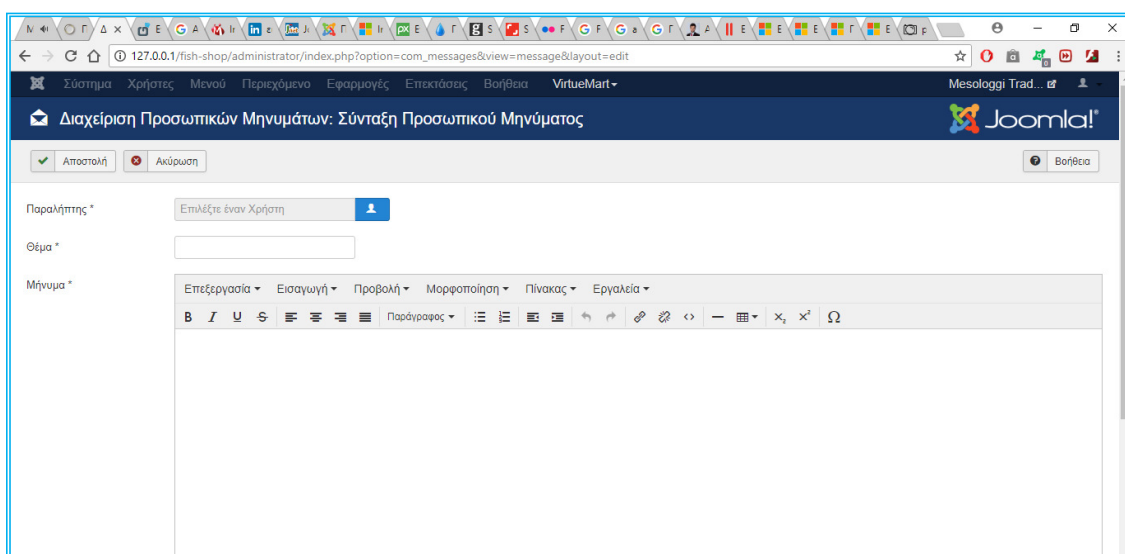 127.0.0.1/fish-shop/administrator/index.php?option=com_messages&view=message&layout=edit
Σύστημα Χρήστες Μενού Περιεχόμενο Εφαρμογές Επεκτάσεις Βοήθεια VirtueMart Mesologgi Trad...
Διαχείριση Προσωπικών Μηνυμάτων: Σύνταξη Προσωπικού Μηνύματος Joomla!®
Αποστολή Ακύρωση Βοήθεια
Παραλήπτης * Επιλέξτε έναν Χρήστη
Θέμα *
Μήνυμα * Επεξεργασία Εισαγωγή Προβολή Μορφοποίηση Πίνακας Εργαλεία
B I U S Παράγραφος X₂ X² Ω